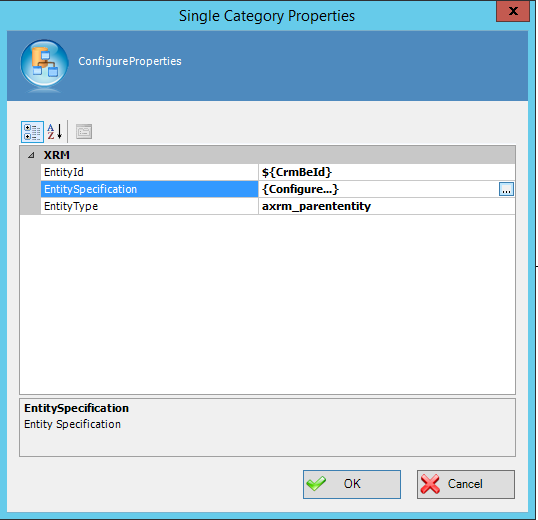 Single Category Properties
x
ConfigureProperties
A
Z
XRM
EntityId ${CrmBeId}
EntitySpecification {Configure...} ...
EntityType axrm_parententity
EntitySpecification
Entity Specification
OK Cancel